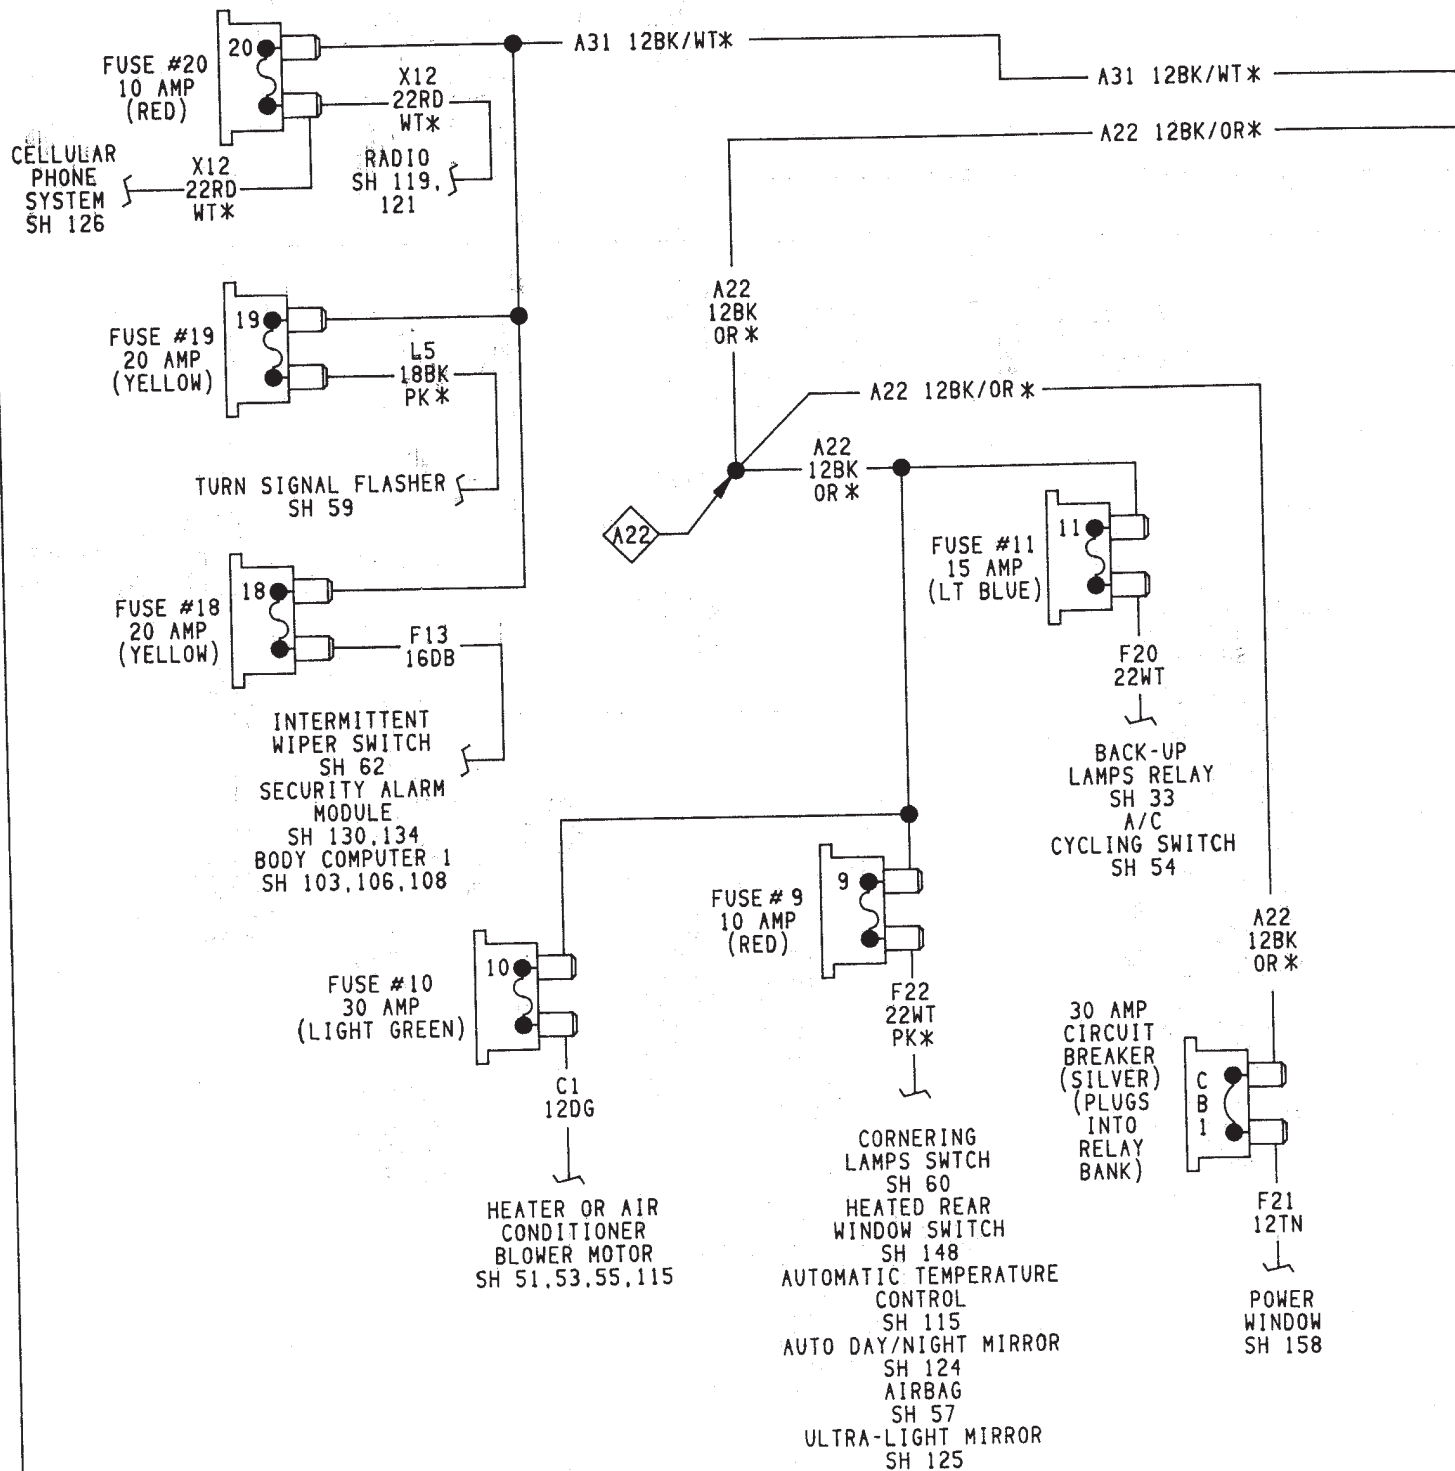 20
FUSE #20
10 AMP
(RED)
A31 12BK/WT*
A31 12BK/WT*
X12
22RD
WT*
A22 12BK/OR*
CELLULAR
PHONE
SYSTEM
SH 126
X12
22RD
WT*
RADIO
SH 119,
121
19
FUSE #19
20 AMP
(YELLOW)
L5
18BK
PK*
A22
12BK
OR*
A22 12BK/OR*
TURN SIGNAL FLASHER
SH 59
A22
12BK
OR*
A22
11
FUSE #11
15 AMP
(LT BLUE)
18
FUSE #18
20 AMP
(YELLOW)
F13
16DB
F20
22WT
INTERMITTENT
WIPER SWITCH
SH 62
SECURITY ALARM
MODULE
SH 130,134
BODY COMPUTER 1
SH 103,106,108
BACK-UP
LAMPS RELAY
SH 33
A/C
CYCLING SWITCH
SH 54
9
FUSE # 9
10 AMP
(RED)
A22
12BK
OR*
10
FUSE #10
30 AMP
(LIGHT GREEN)
F22
22WT
PK*
30 AMP
CIRCUIT
BREAKER
(SILVER)
(PLUGS
INTO
RELAY
BANK)
C
B
1
C1
12DG
HEATER OR AIR
CONDITIONER
BLOWER MOTOR
SH 51,53,55,115
CORNERING
LAMPS SWTCH
SH 60
HEATED REAR
WINDOW SWITCH
SH 148
AUTOMATIC TEMPERATURE
CONTROL
SH 115
AUTO DAY/NIGHT MIRROR
SH 124
AIRBAG
SH 57
ULTRA-LIGHT MIRROR
SH 125
F21
12TN
POWER
WINDOW
SH 158